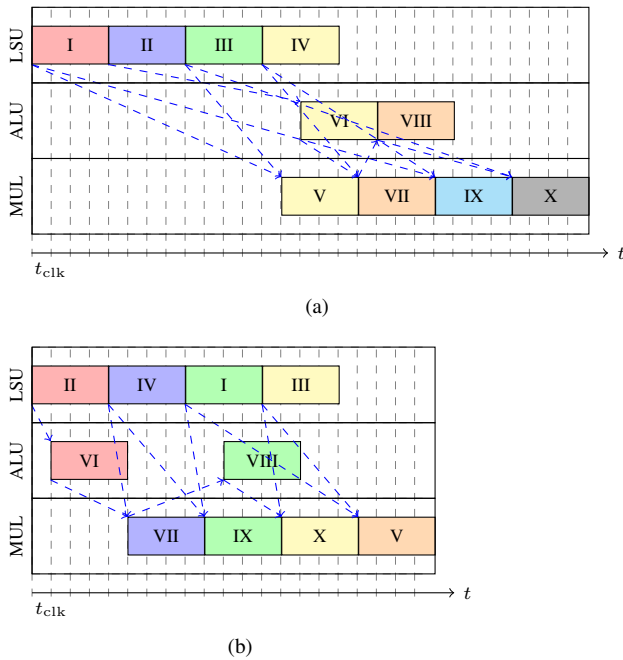 LSU
I II III IV
ALU
VI VIII
MUL
V VII IX X
t
t_clk
(a)
LSU
II IV I III
ALU
VI VIII
MUL
VII IX X V
t
t_clk
(b)